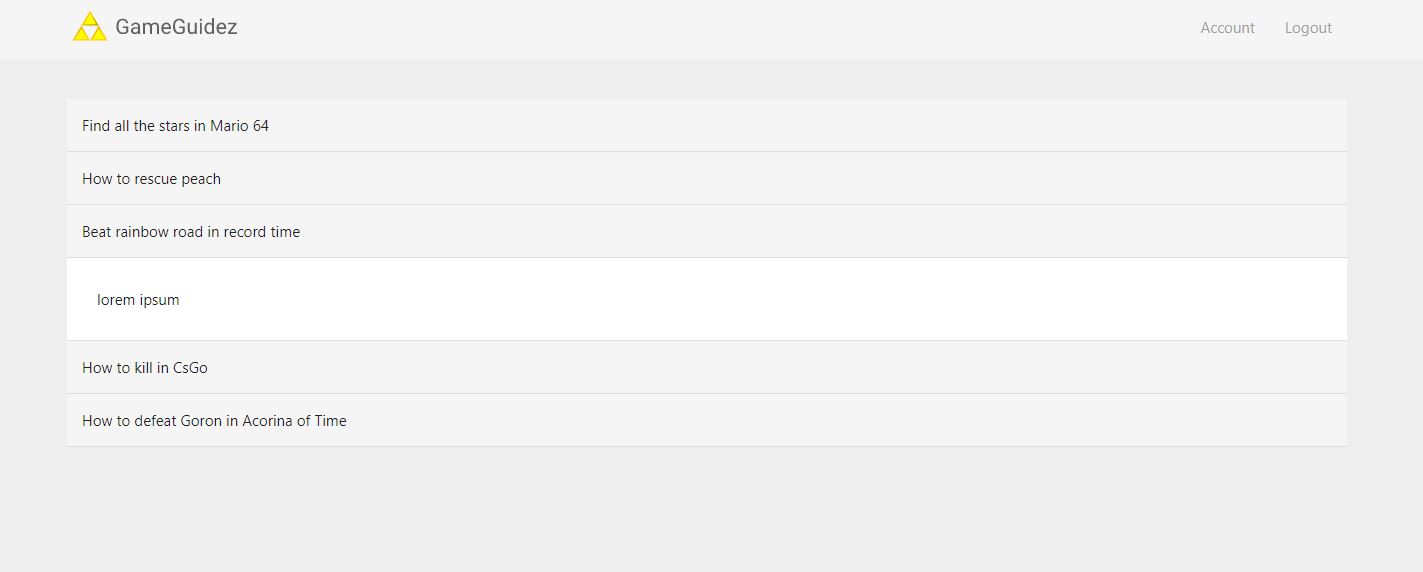 GameGuidez
Account Logout
Find all the stars in Mario 64
How to rescue peach
Beat rainbow road in record time
lorem ipsum
How to kill in CsGo
How to defeat Goron in Acorina of Time